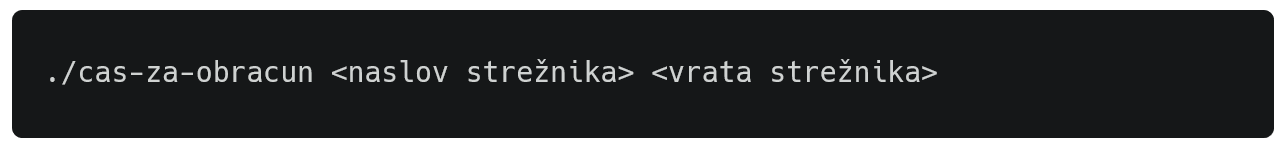 ./cas-za-obracun <naslov strežnika> <vrata strežnika>